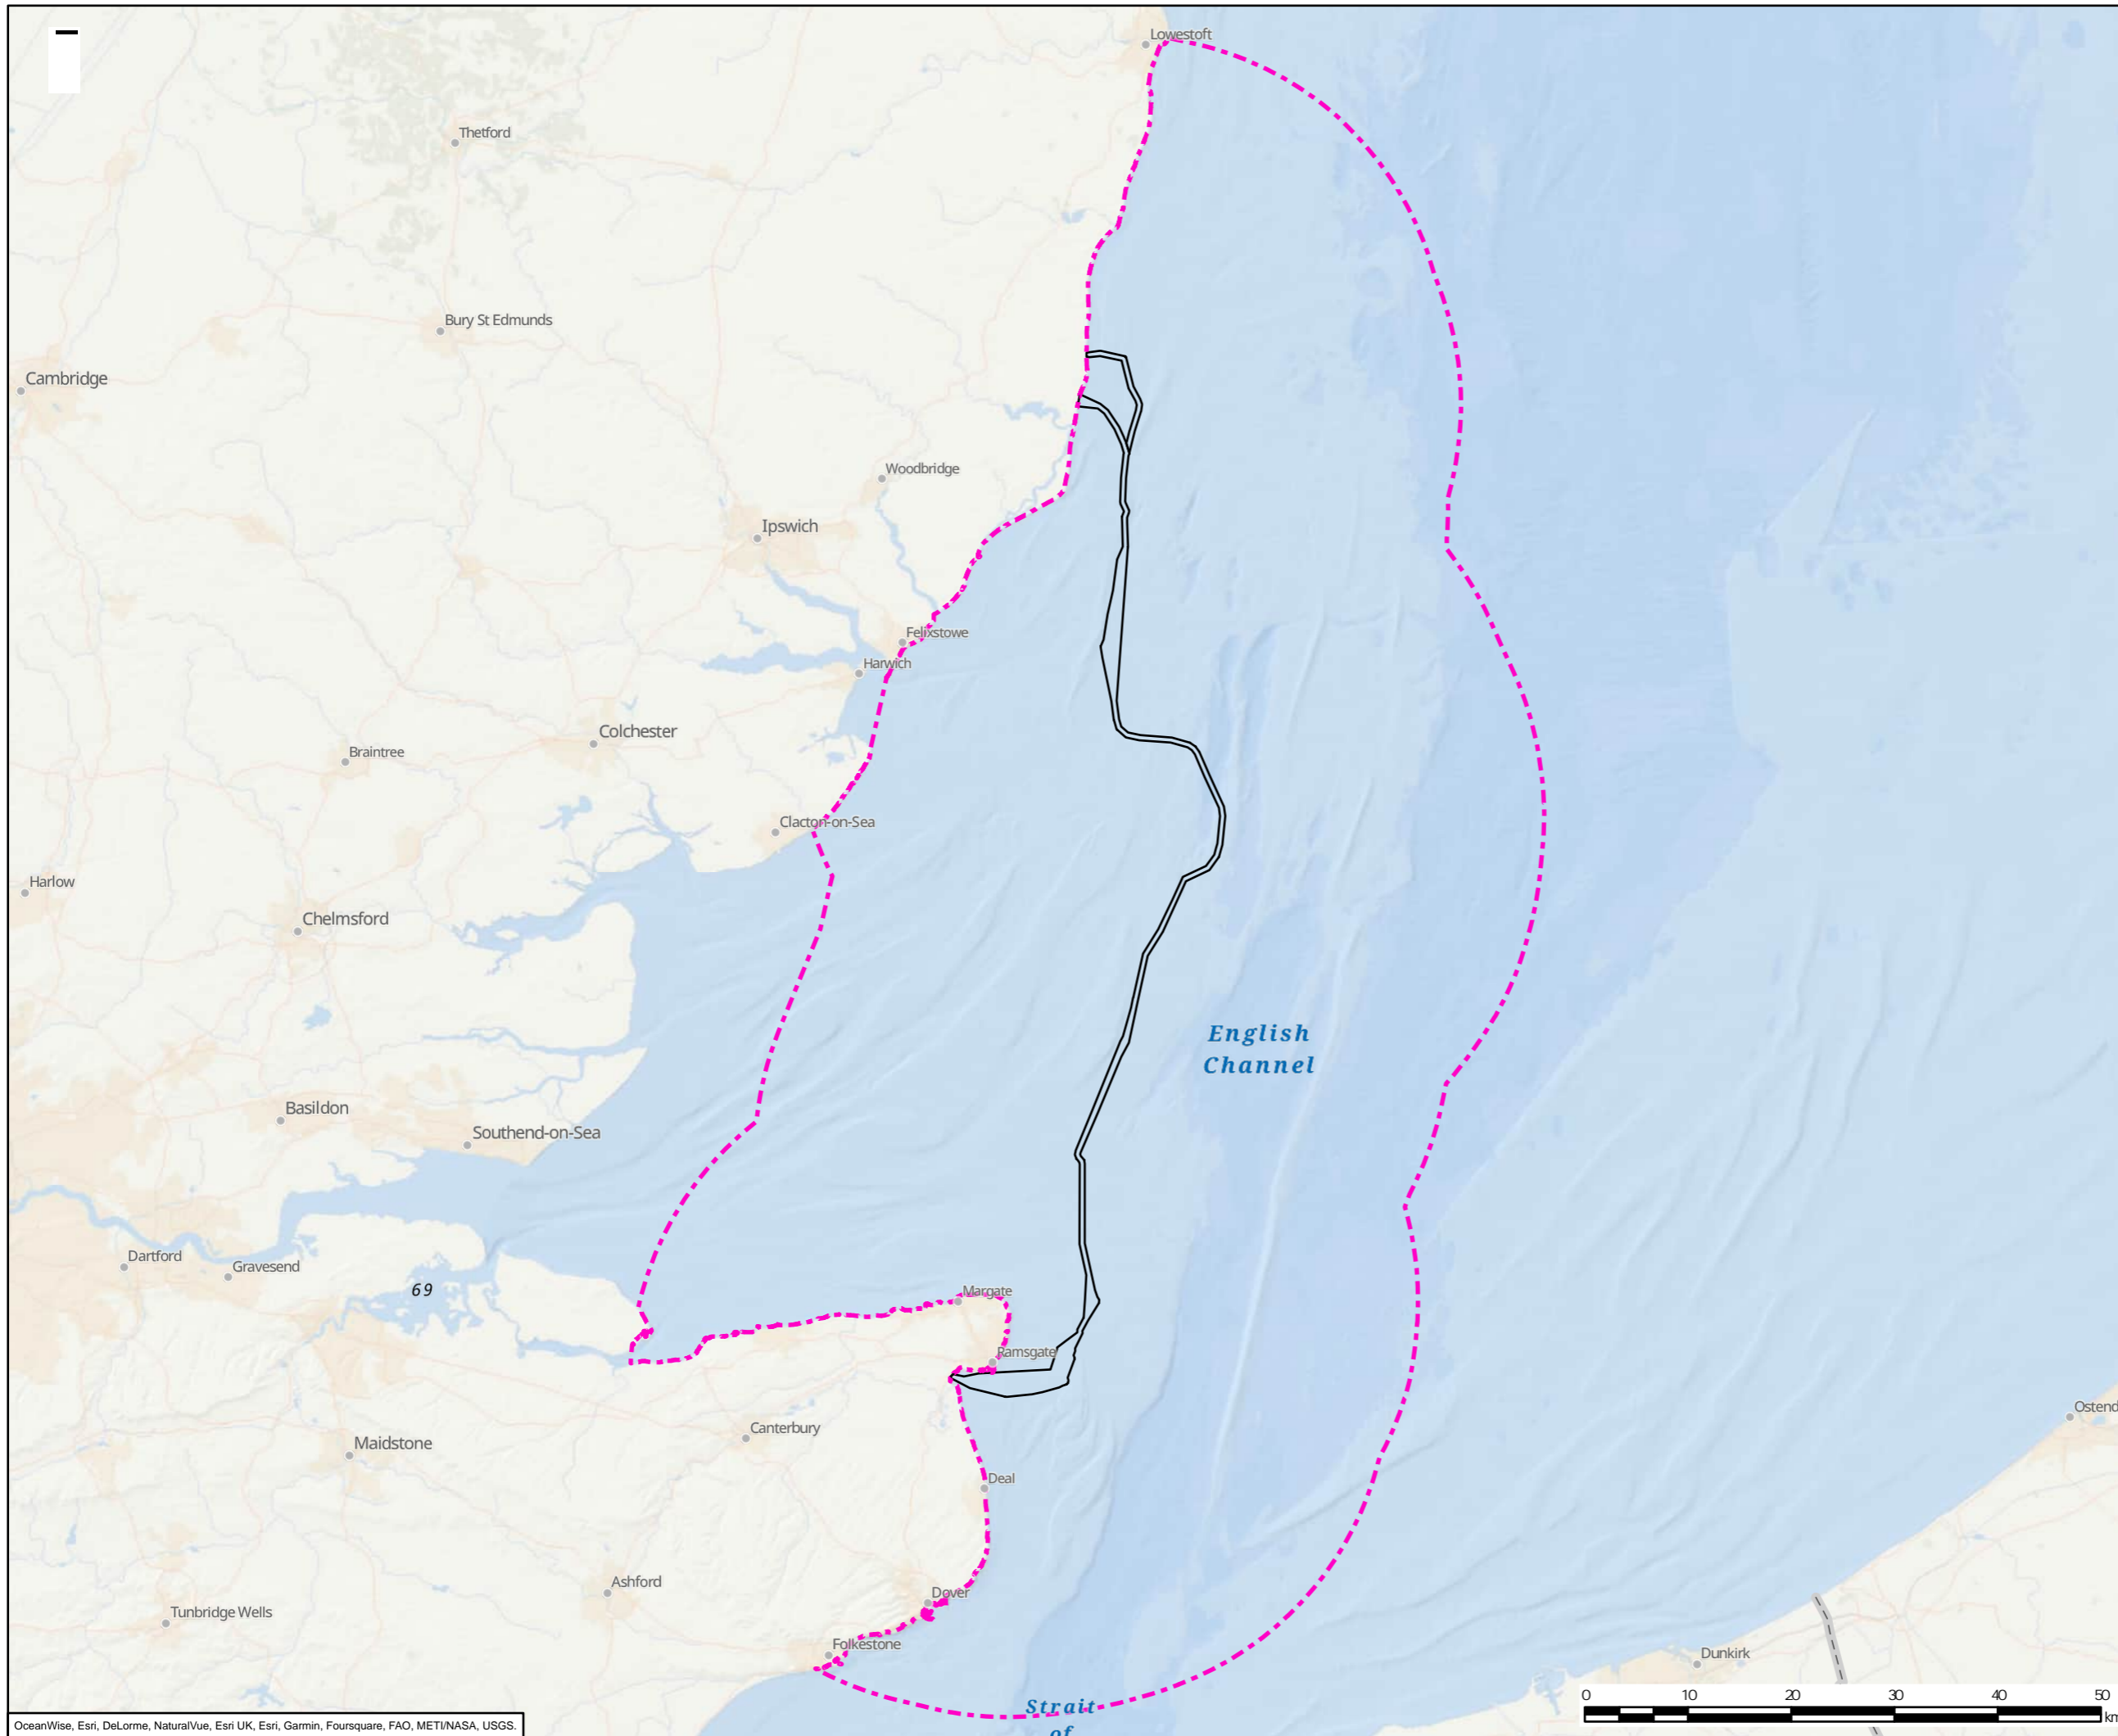 Lowestoft
Thetford
Bury St Edmunds
Cambridge
Woodbridge
Ipswich
Felixstowe
Harwich
Colchester
Braintree
Clacton-on-Sea
Harlow
Chelmsford
English
Channel
Basildon
Southend-on-Sea
Dartford
Gravesend
69
Margate
Ramsgate
Canterbury
Maidstone
Ostend
Deal
Ashford
Dover
Tunbridge Wells
Folkestone
Dunkirk
Strait
of
0 10 20 30 40 50
km
OceanWise, Esri, DeLorme, NaturalVue, Esri UK, Esri, Garmin, Foursquare, FAO, METI/NASA, USGS.